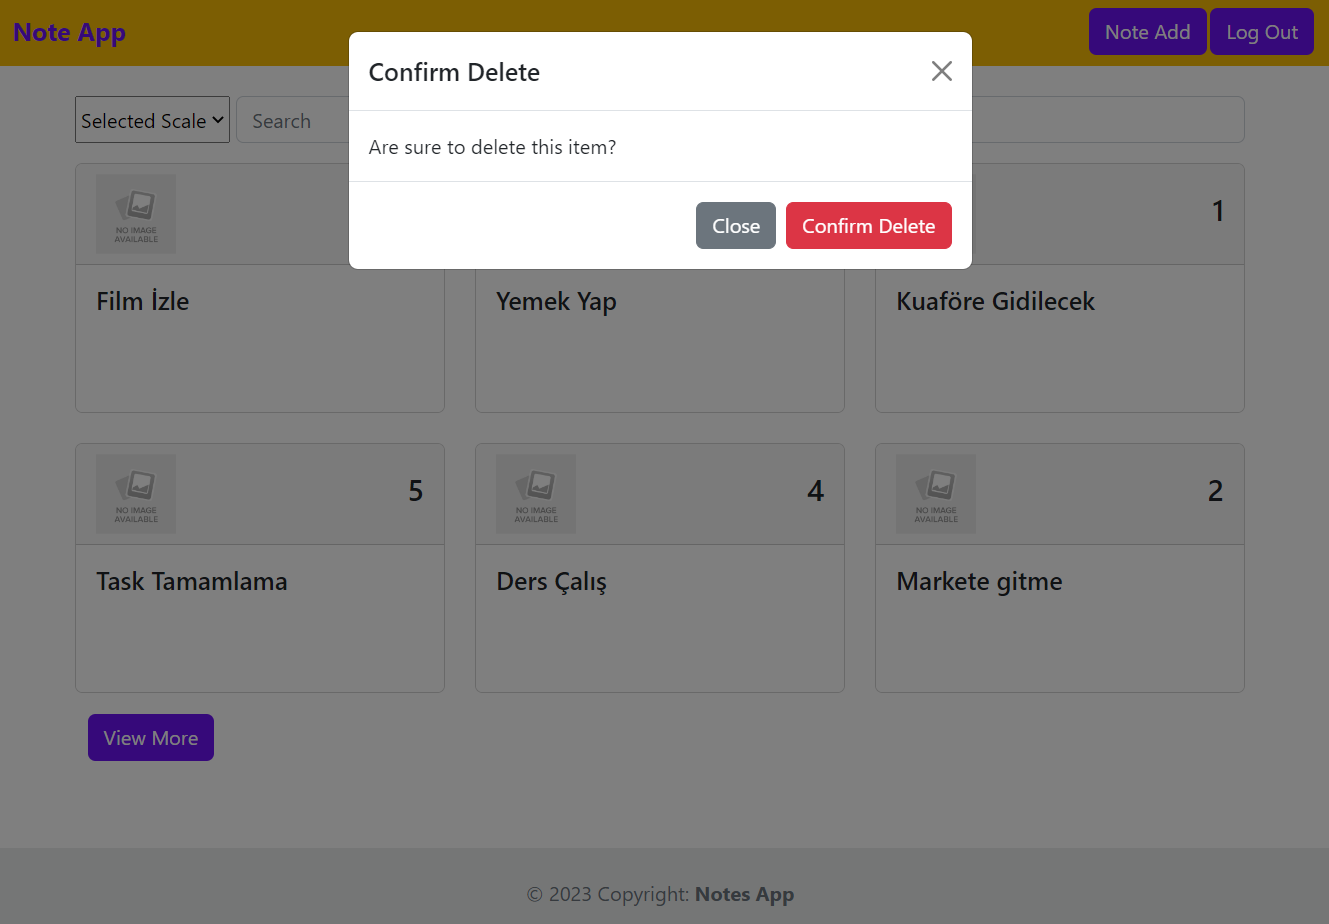 Note App
Note Add
Log Out
Confirm Delete
Are sure to delete this item?
Close
Confirm Delete
Selected Scale
Search
NO IMAGE
AVAILABLE
1
Film İzle
Yemek Yap
Kuaföre Gidilecek
NO IMAGE
AVAILABLE
5
NO IMAGE
AVAILABLE
4
NO IMAGE
AVAILABLE
2
Task Tamamlama
Ders Çalış
Markete gitme
View More
© 2023 Copyright: Notes App